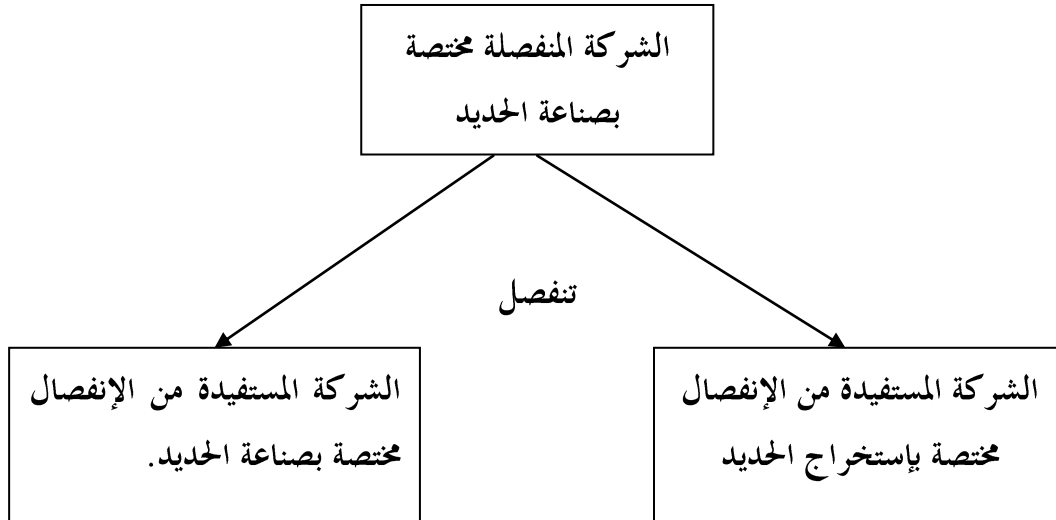 الشركة المنفصلة مختصة
بصناعة الحديد
تنفصل
الشركة المستفيدة من الإنفصال
مختصة بإستخراج الحديد
الشركة المستفيدة من الإنفصال
مختصة بصناعة الحديد.